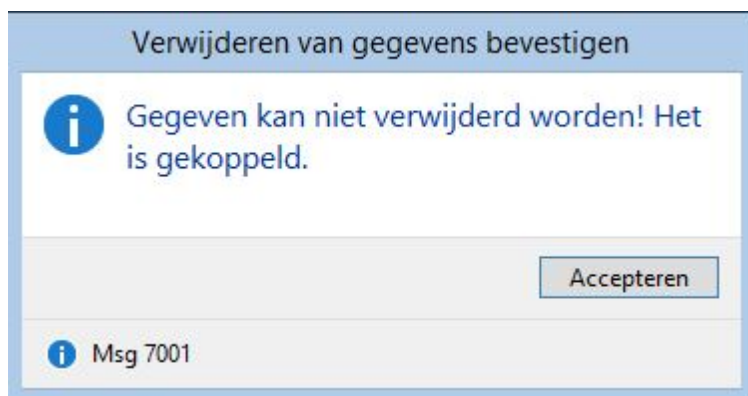 Verwijderen van gegevens bevestigen
Gegeven kan niet verwijderd worden! Het
is gekoppeld.
Accepteren
Msg 7001